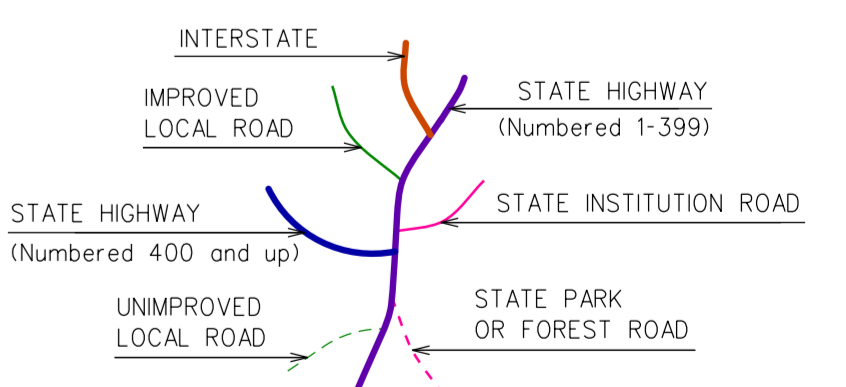 INTERSTATE
STATE HIGHWAY
(Numbered 1-399)
IMPROVED
LOCAL ROAD
STATE INSTITUTION ROAD
STATE HIGHWAY
(Numbered 400 and up)
STATE PARK
OR FOREST ROAD
UNIMPROVED
LOCAL ROAD